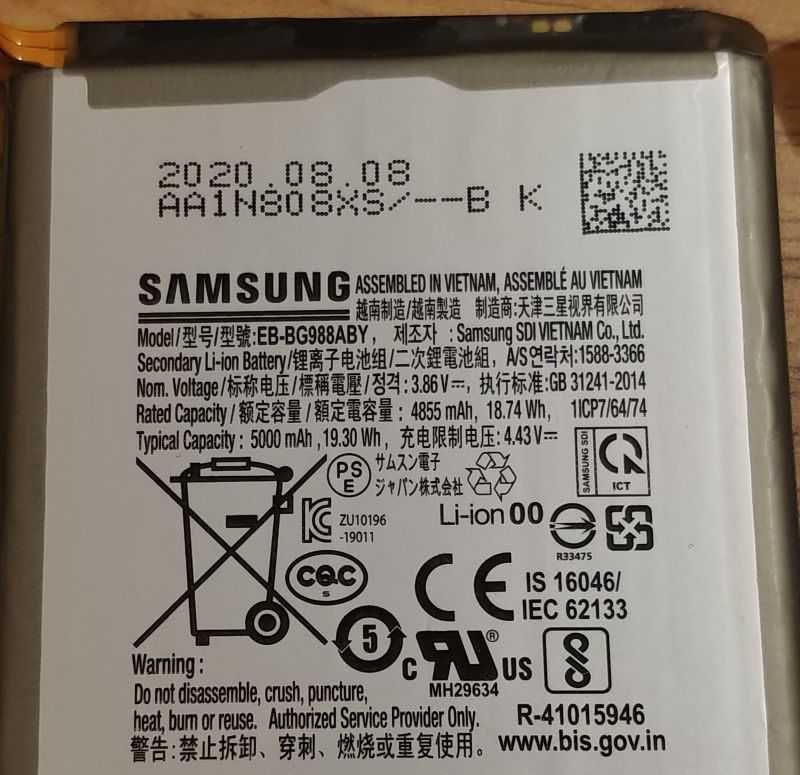 2020.08.08
AA1N808XS/--B K
SAMSUNG ASSEMBLED IN VIETNAM, ASSEMBLÉ AU VIETNAM
越南制造/越南製造 制造商:天津三星视界有限公司
Model/型号/型號:EB-BG988ABY, 제조자 : Samsung SDI VIETNAM Co., Ltd.
Secondary Li-ion Battery/锂离子电池组/二次鋰電池組, A/S연락처:1588-3366
Nom. Voltage/标称电压/標稱電壓/정격: 3.86V⎓, 执行标准:GB 31241-2014
Rated Capacity / 额定容量 / 額定電容量 : 4855 mAh, 18.74 Wh, 1ICP7/64/74
Typical Capacity : 5000 mAh ,19.30 Wh, 充电限制电压: 4.43V⎓
PS
E
サムスン電子
ジャパン株式会社
SAMSUNG SDI
ICT
ZU10196
-19011
Li-ion 00
R33475
CQC
S
CE
IS 16046/
IEC 62133
5
c RU ® US
MH29634
R-41015946
www.bis.gov.in
Warning :
Do not disassemble, crush, puncture,
heat, burn or reuse. Authorized Service Provider Only.
警告:禁止拆卸、穿刺、燃烧或重复使用。